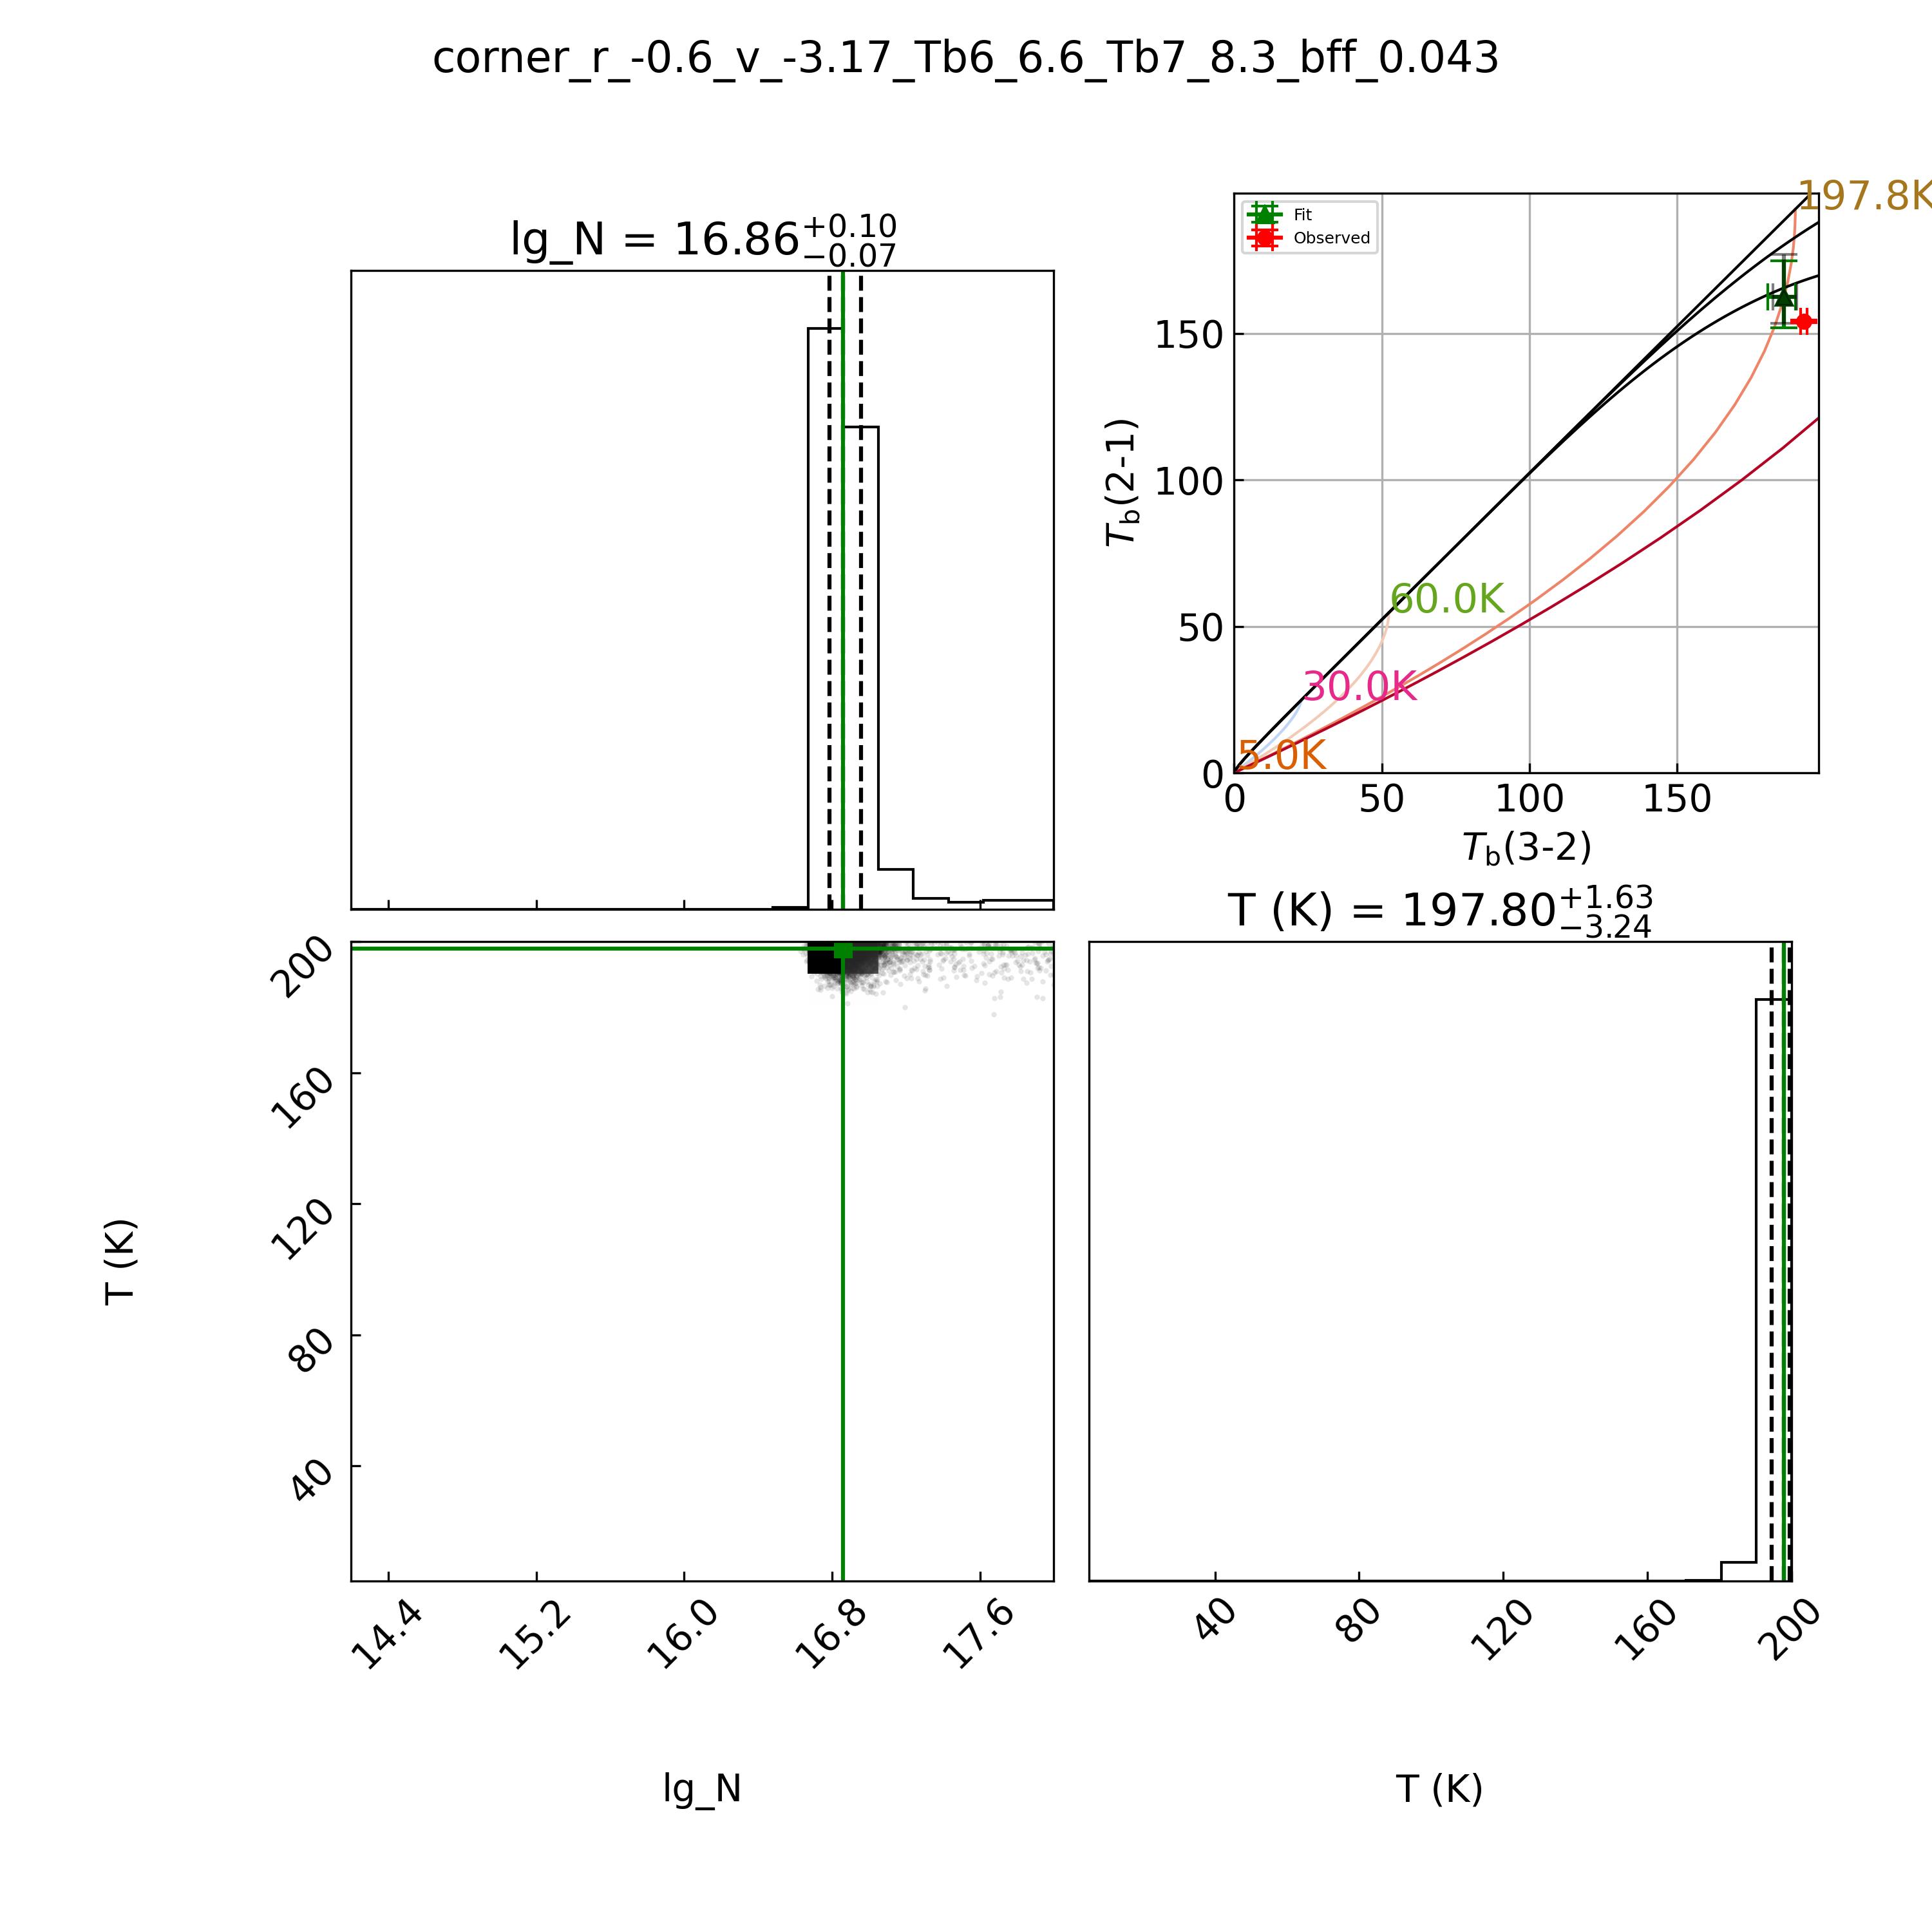 corner_r_-0.6_v_-3.17_Tb6_6.6_Tb7_8.3_bff_0.043
lg_N = 16.86+0.10−0.07
197.8K
Fit
Observed
150
100
50
0
60.0K
30.0K
5.0K
Tb(2-1)
0 50 100 150
Tb(3-2)
T (K) = 197.80+1.63−3.24
200
160
120
80
40
T (K)
14.4 15.2 16.0 16.8 17.6
40 80 120 160 200
lg_N
T (K)